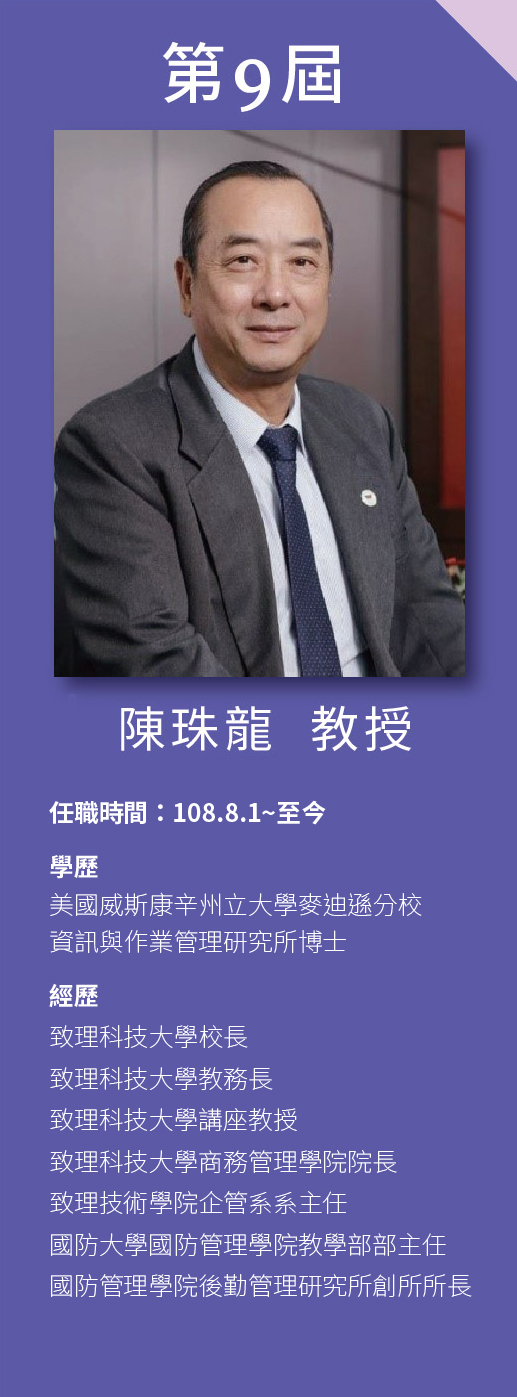 第9屆
陳珠龍 教授
任職時間：108.8.1~至今
學歷
美國威斯康辛州立大學麥迪遜分校
資訊與作業管理研究所博士
經歷
致理科技大學校長
致理科技大學教務長
致理科技大學講座教授
致理科技大學商務管理學院院長
致理技術學院企管系系主任
國防大學國防管理學院教學部部主任
國防管理學院後勤管理研究所創所所長